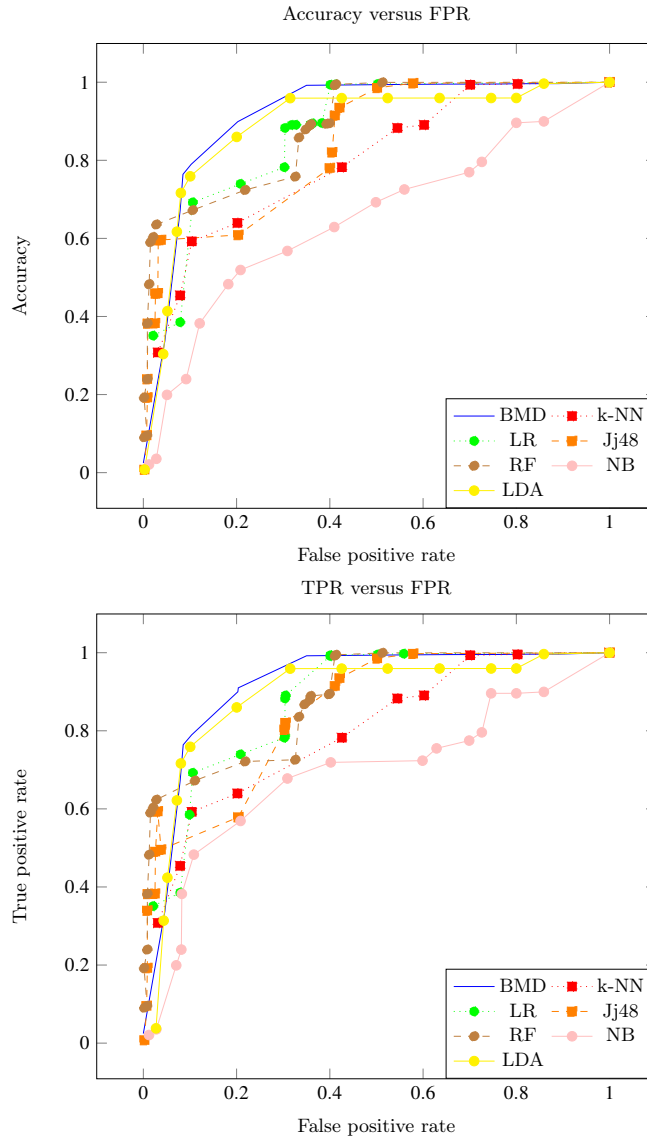 Accuracy versus FPR
1
0.8
0.6
0.4
0.2
0
Accuracy
0 0.2 0.4 0.6 0.8 1
False positive rate
BMD k-NN
LR Jj48
RF NB
LDA
TPR versus FPR
1
0.8
0.6
0.4
0.2
0
True positive rate
0 0.2 0.4 0.6 0.8 1
False positive rate
BMD k-NN
LR Jj48
RF NB
LDA